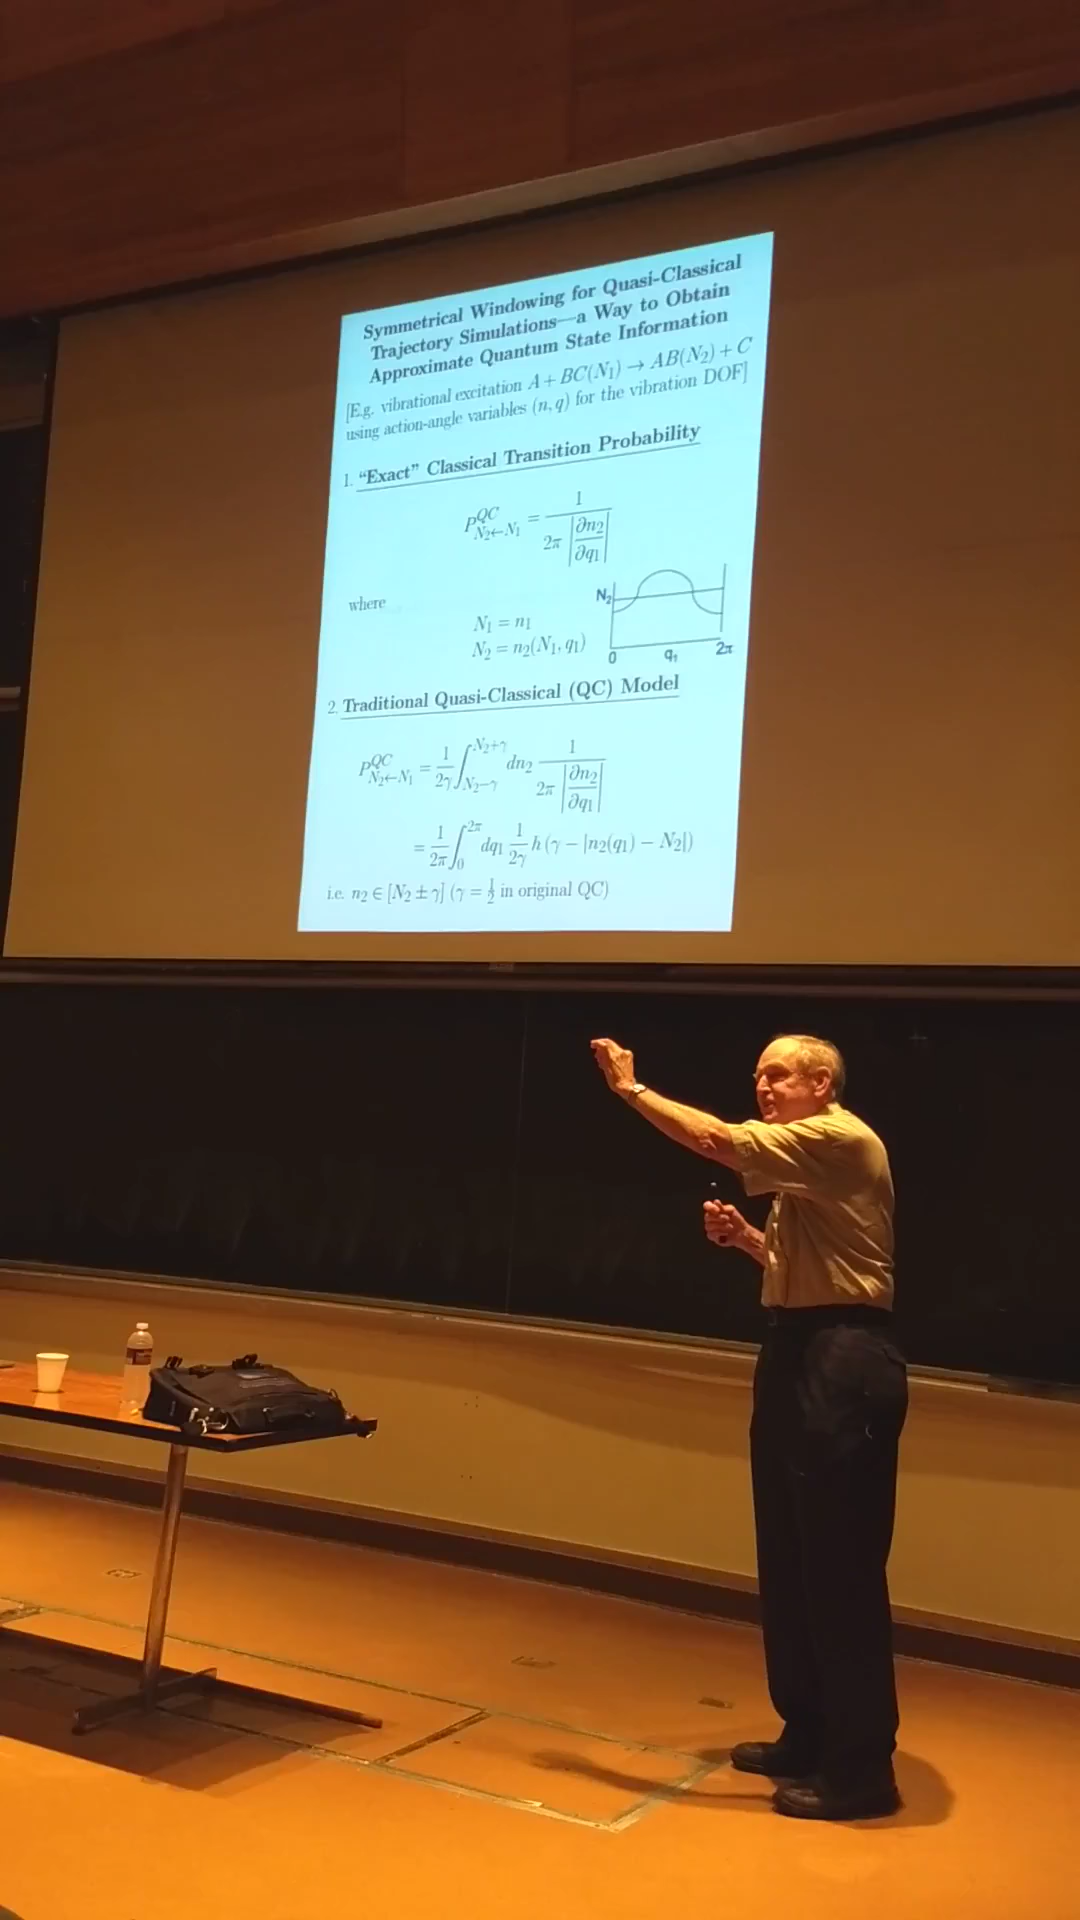 Symmetrical Windowing for Quasi-Classical
Trajectory Simulations—a Way to Obtain
Approximate Quantum State Information
[E.g. vibrational excitation A + BC(N₁) → AB(N₂) + C
using action-angle variables (n, q) for the vibration DOF]
1. “Exact” Classical Transition Probability
P^{QC}_{N₂←N₁} = 1 / (2π |∂n₂/∂q₁|)
where
N₁ = n₁
N₂ = n₂(N₁, q₁)
N₂
0 q₁ 2π
2. Traditional Quasi-Classical (QC) Model
P^{QC}_{N₂←N₁} = 1/2γ ∫_{N₂−γ}^{N₂+γ} dn₂ 1 / (2π |∂n₂/∂q₁|)
= 1/2π ∫_0^{2π} dq₁ 1/2γ h (γ − |n₂(q₁) − N₂|)
i.e. n₂ ∈ [N₂ ± γ] (γ = 1/2 in original QC)